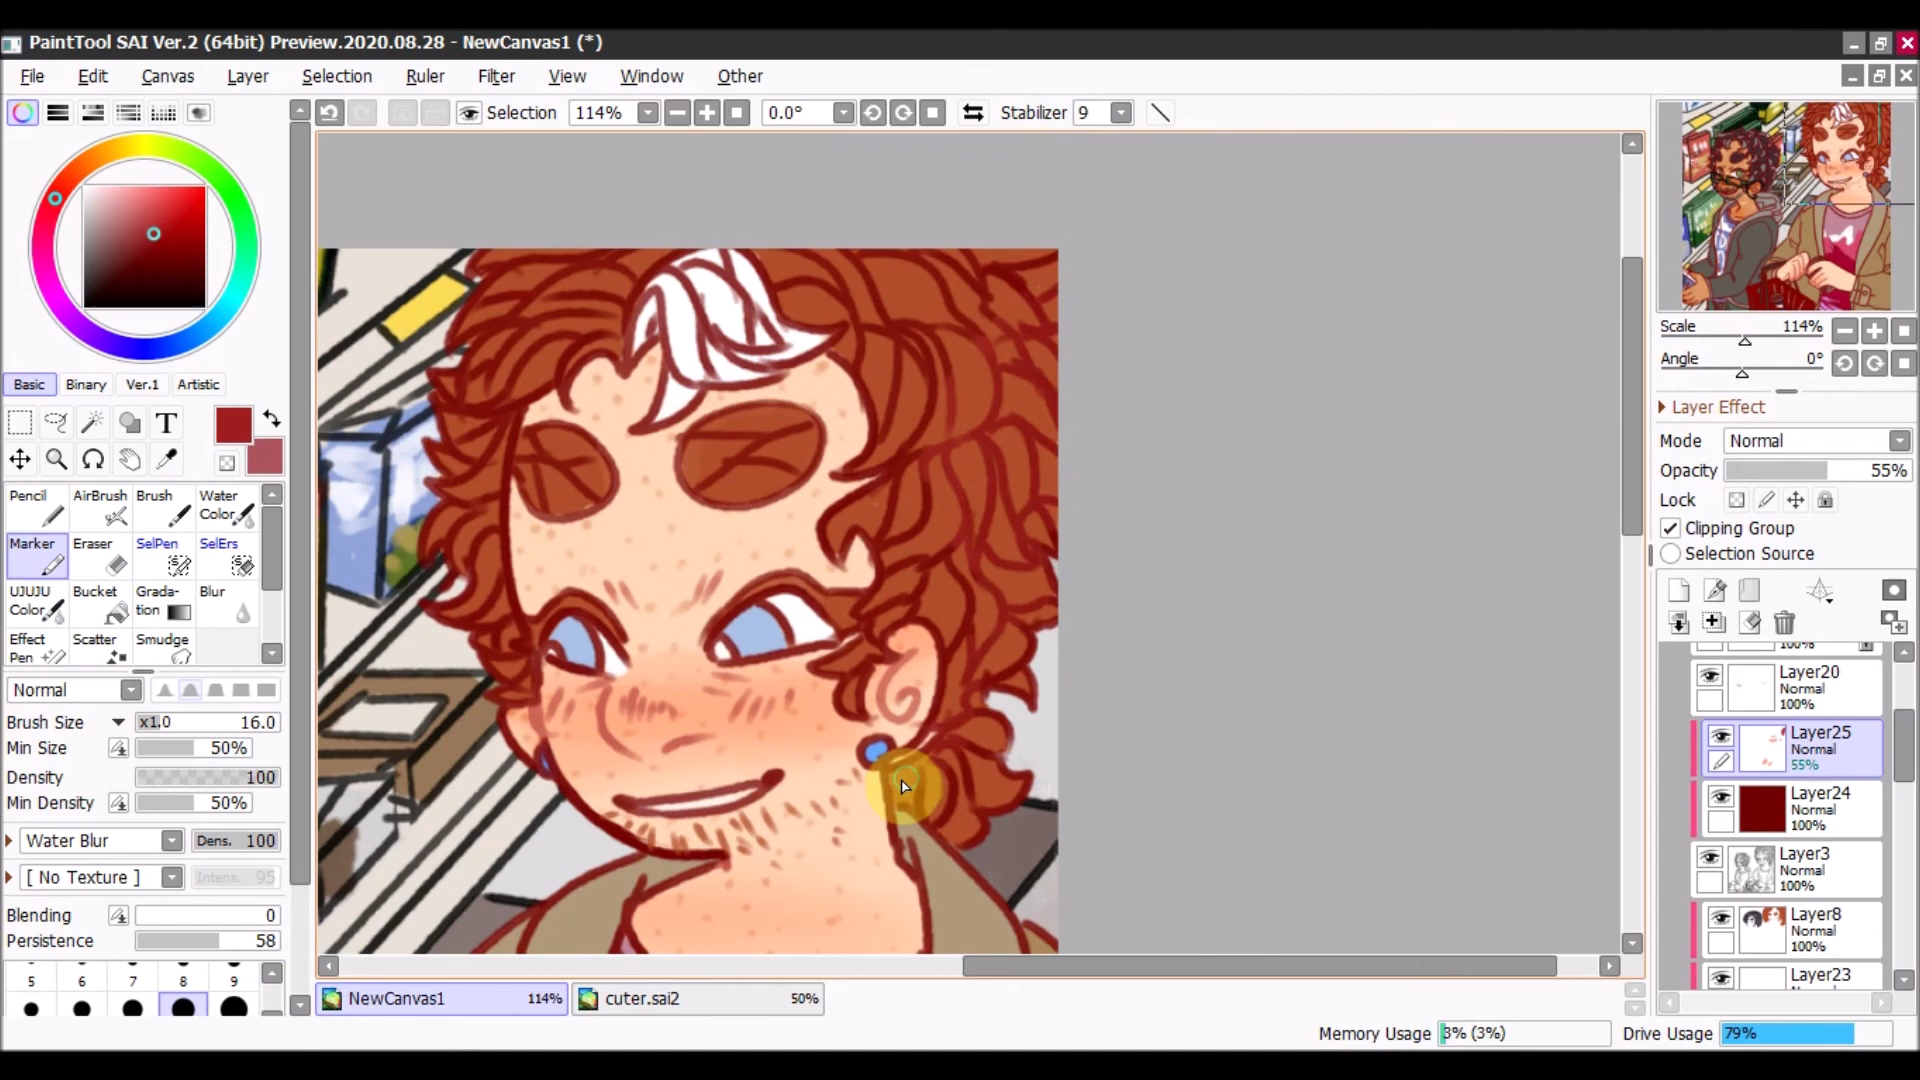 PaintTool SAI Ver.2 (64bit) Preview.2020.08.28 - NewCanvas1 (*)
File Edit Canvas Layer Selection Ruler Filter View Window Other
Selection 114% 0.0° Stabilizer 9
Scale 114%
Angle 0°
Basic Binary Ver.1 Artistic
T
Layer Effect
Mode Normal
Opacity 55%
Lock
Clipping Group
Selection Source
Pencil AirBrush Brush Water Color
Marker Eraser SelPen SelErs
UJUJU Color Bucket Gradation Blur
Effect Pen Scatter Smudge
Normal
Brush Size x1.0 16.0
Min Size 50%
Density 100
Min Density 50%
Water Blur Dens. 100
[ No Texture ] Intens. 95
Blending 0
Persistence 58
5 6 7 8 9
100%
Layer20
Normal
100%
Layer25
Normal
55%
Layer24
Normal
100%
Layer3
Normal
100%
Layer8
Normal
100%
Layer23
NewCanvas1 114% cuter.sai2 50%
Memory Usage 3% (3%) Drive Usage 79%